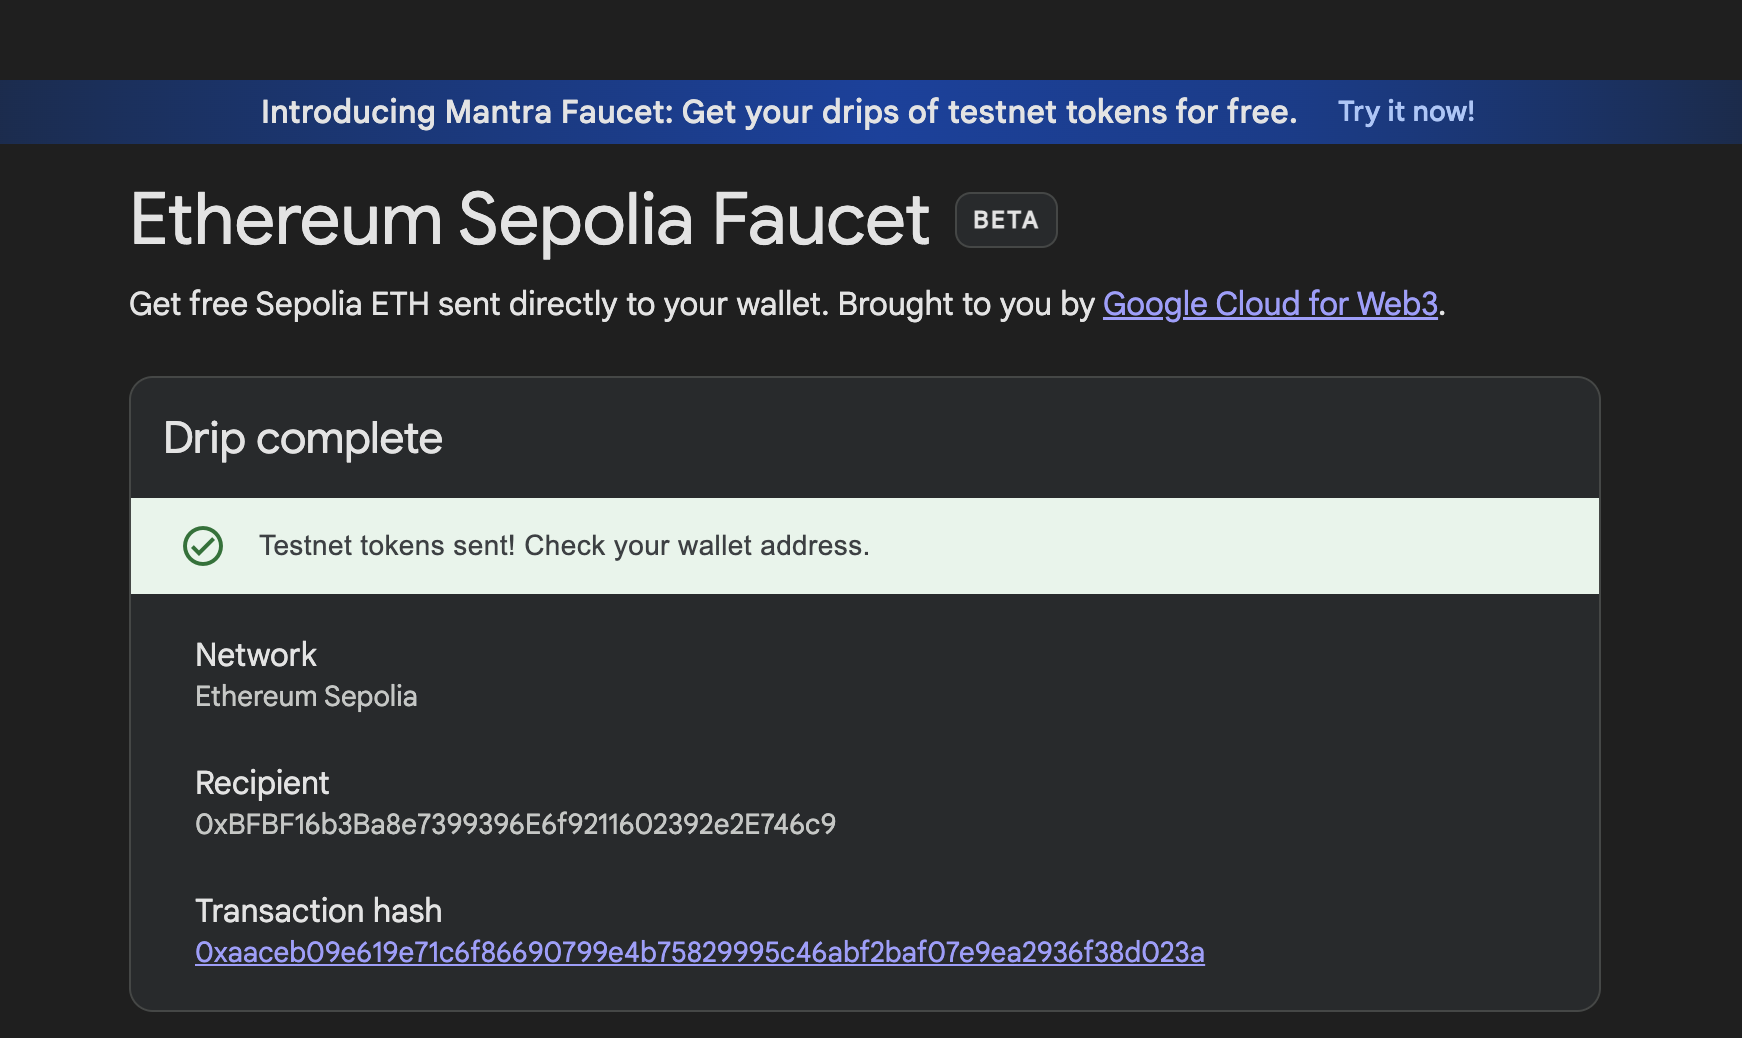 Introducing Mantra Faucet: Get your drips of testnet tokens for free. Try it now!
Ethereum Sepolia Faucet BETA
Get free Sepolia ETH sent directly to your wallet. Brought to you by Google Cloud for Web3.
Drip complete
Testnet tokens sent! Check your wallet address.
Network
Ethereum Sepolia
Recipient
0xBFBF16b3Ba8e7399396E6f9211602392e2E746c9
Transaction hash
0xaaceb09e619e71c6f86690799e4b75829995c46abf2baf07e9ea2936f38d023a